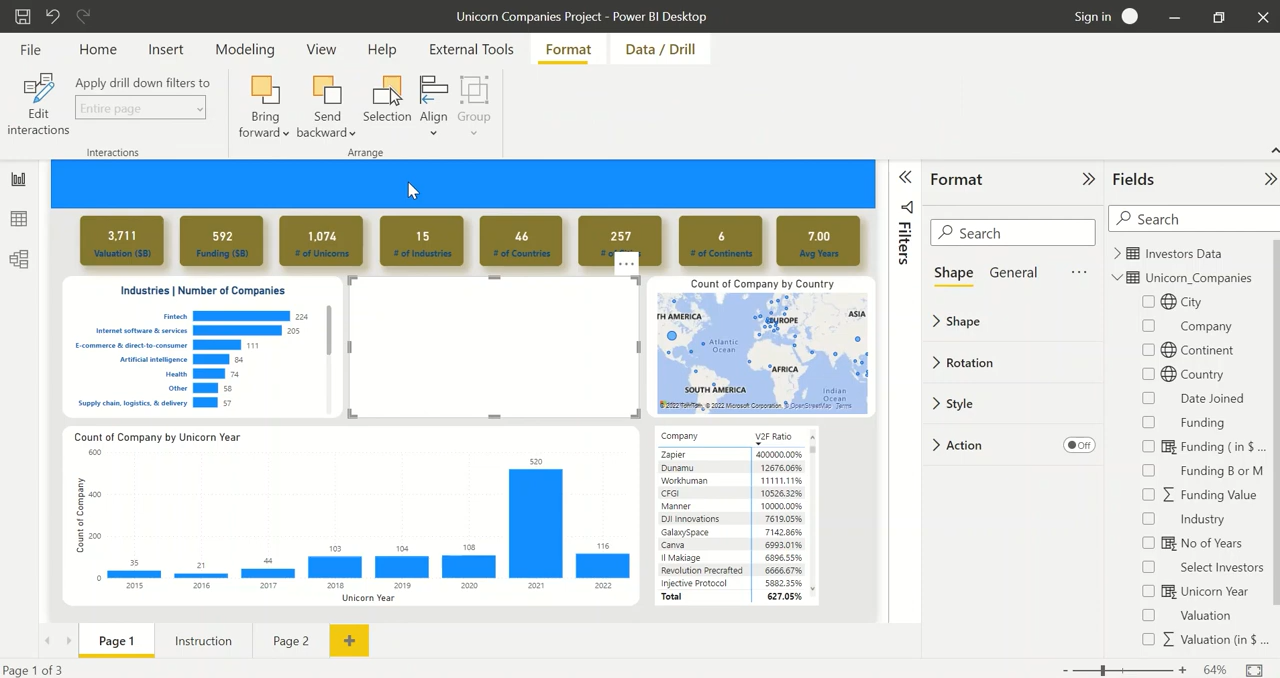 Unicorn Companies Project - Power BI Desktop
Sign in
File Home Insert Modeling View Help External Tools Format Data / Drill
Edit interactions
Apply drill down filters to
Entire page
Bring forward
Send backward
Selection
Align
Group
Interactions
Arrange
3,711
Valuation ($B)
592
Funding ($B)
1,074
# of Unicorns
15
# of Industries
46
# of Countries
257
6
# of Continents
7.00
Avg Years
Industries | Number of Companies
Fintech 224
Internet software & services 205
E-commerce & direct-to-consumer 111
Artificial intelligence 84
Health 74
Other 58
Supply chain, logistics, & delivery 57
Count of Company by Country
TH AMERICA
EUROPE
ASIA
Atlantic
Ocean
AFRICA
SOUTH AMERICA
Indian
Ocean
© 2022 TomTom, © 2022 Microsoft Corporation, © OpenStreetMap Terms
Count of Company by Unicorn Year
Count of Company
600
400
200
0
35 21 44 103 104 108 520 116
2015 2016 2017 2018 2019 2020 2021 2022
Unicorn Year
Company V2F Ratio
Zapier 400000.00%
Dunamu 12676.06%
Workhuman 11111.11%
CFGI 10526.32%
Manner 10000.00%
DJI Innovations 7619.05%
GalaxySpace 7142.86%
Canva 6993.01%
Il Makiage 6896.55%
Revolution Precrafted 6666.67%
Injective Protocol 5882.35%
Total 627.05%
Filters
Format
Search
Shape General ...
Shape
Rotation
Style
Action Off
Fields
Search
Investors Data
Unicorn_Companies
City
Company
Continent
Country
Date Joined
Funding
Funding ( in $ ...
Funding B or M
Funding Value
Industry
No of Years
Select Investors
Unicorn Year
Valuation
Valuation (in $ ...
Page 1 Instruction Page 2 +
Page 1 of 3
- + 64%